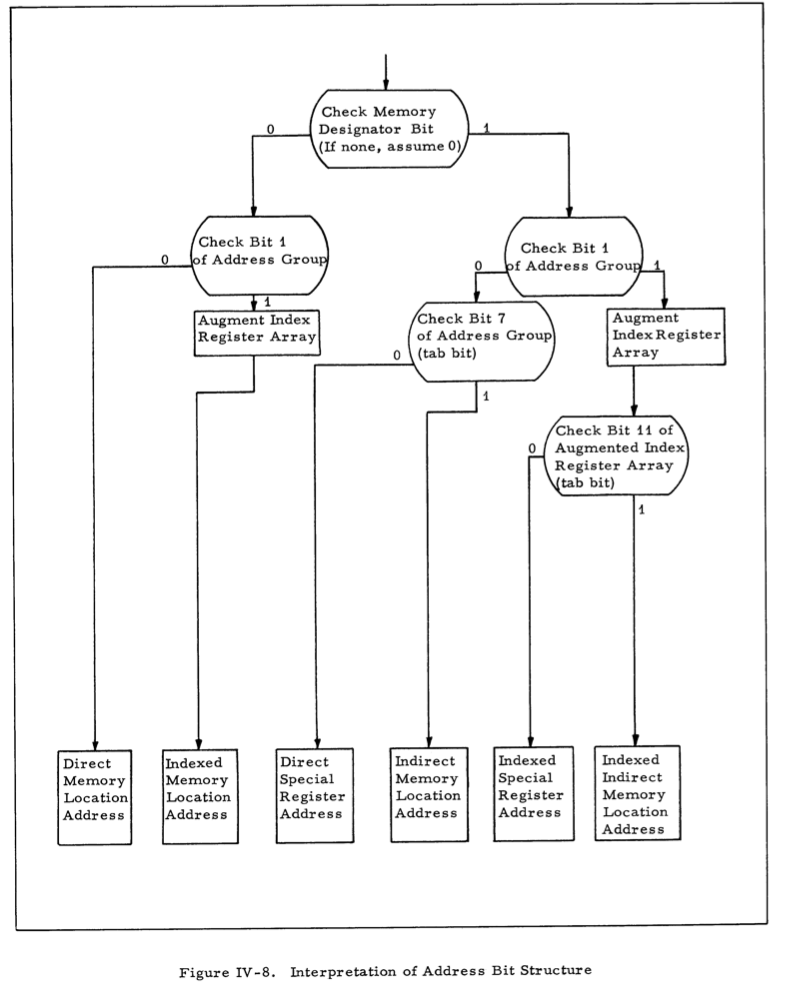 Check Memory
Designator Bit
(If none, assume 0)
0
1
Check Bit 1
of Address Group
0
1
Augment Index
Register Array
Check Bit 1
of Address Group
0
1
Check Bit 7
of Address Group
(tab bit)
0
1
Augment
Index Register
Array
Check Bit 11 of
Augmented Index
Register Array
(tab bit)
0
1
Direct
Memory
Location
Address
Indexed
Memory
Location
Address
Direct
Special
Register
Address
Indirect
Memory
Location
Address
Indexed
Special
Register
Address
Indexed
Indirect
Memory
Location
Address
Figure IV-8. Interpretation of Address Bit Structure